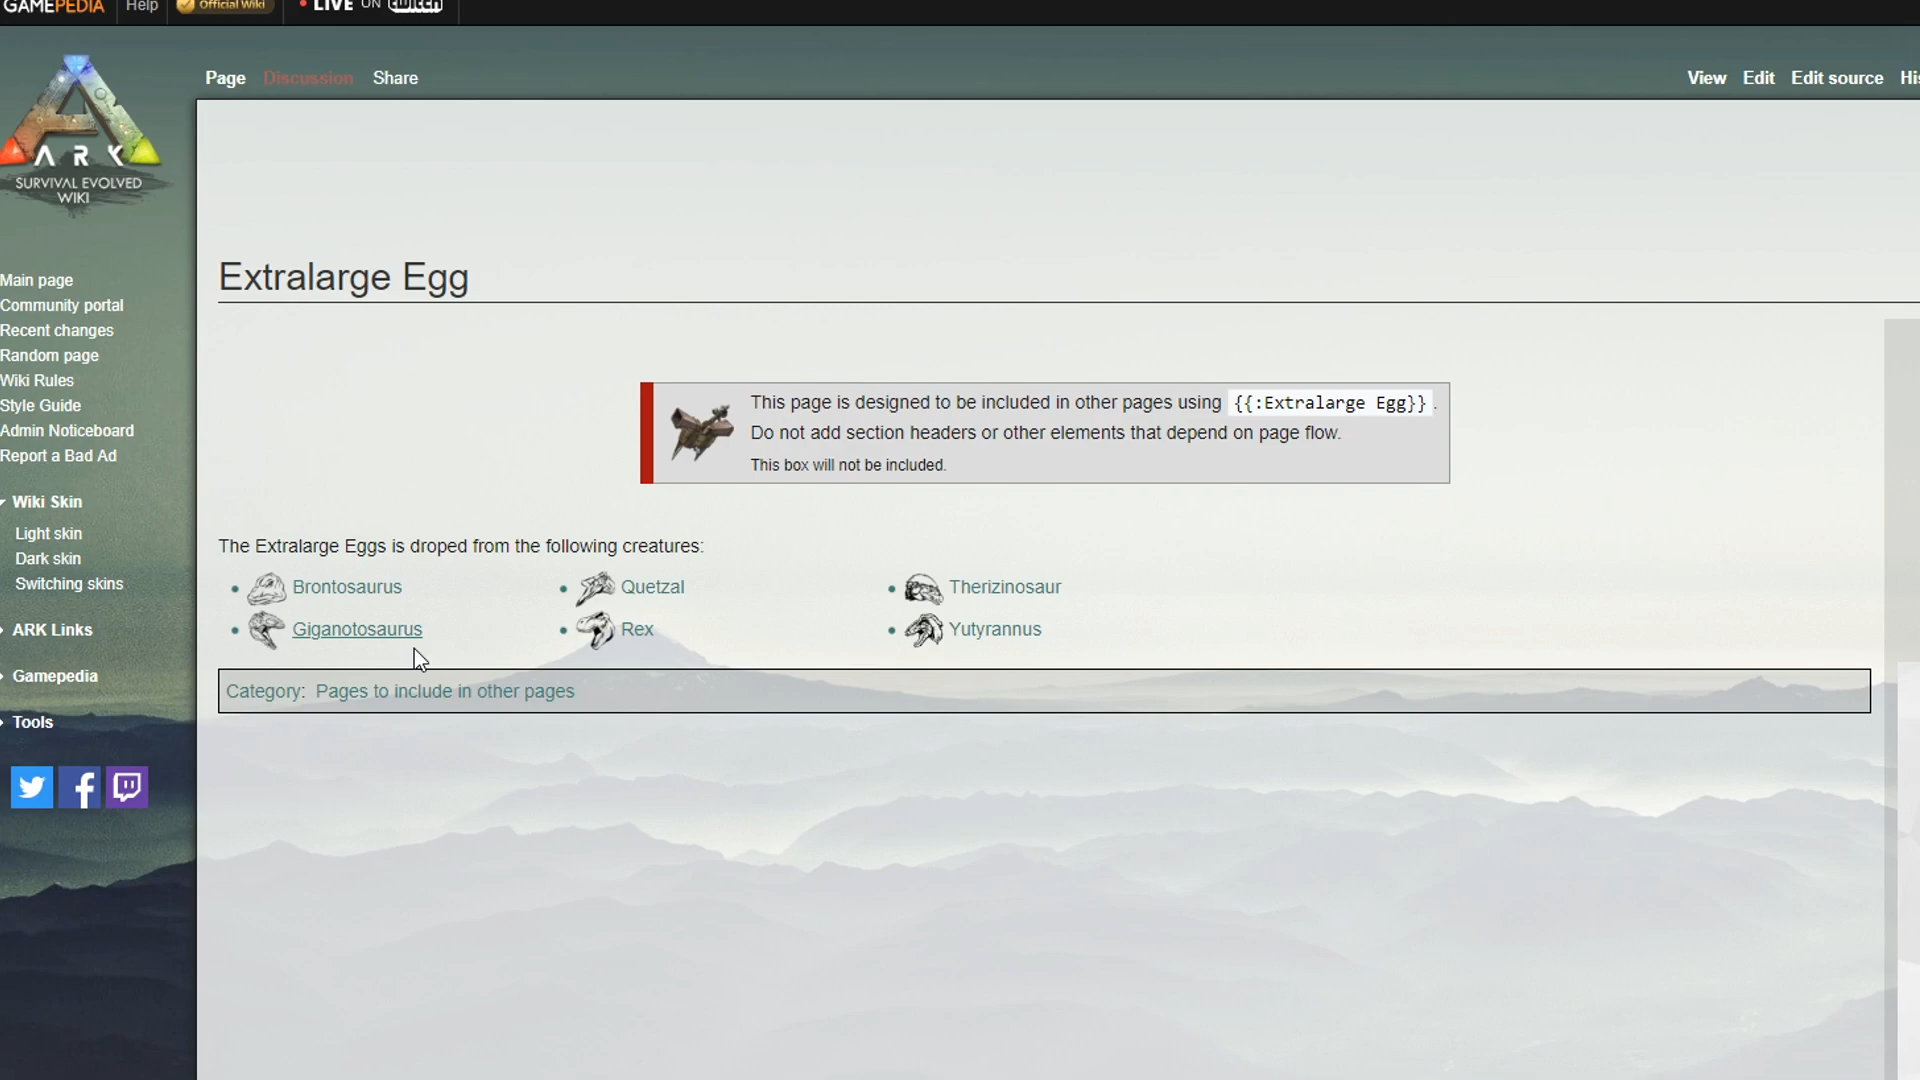 GAMEPEDIA Help Official Wiki • LIVE ON twitch
Page Discussion Share View Edit Edit source His
ARK
SURVIVAL EVOLVED
WIKI
Extralarge Egg
Main page
Community portal
Recent changes
Random page
Wiki Rules
Style Guide
Admin Noticeboard
Report a Bad Ad
Wiki Skin
Light skin
Dark skin
Switching skins
ARK Links
Gamepedia
Tools
This page is designed to be included in other pages using {{:Extralarge Egg}}.
Do not add section headers or other elements that depend on page flow.
This box will not be included.
The Extralarge Eggs is droped from the following creatures:
• Brontosaurus • Quetzal • Therizinosaur
• Giganotosaurus • Rex • Yutyrannus
Category: Pages to include in other pages